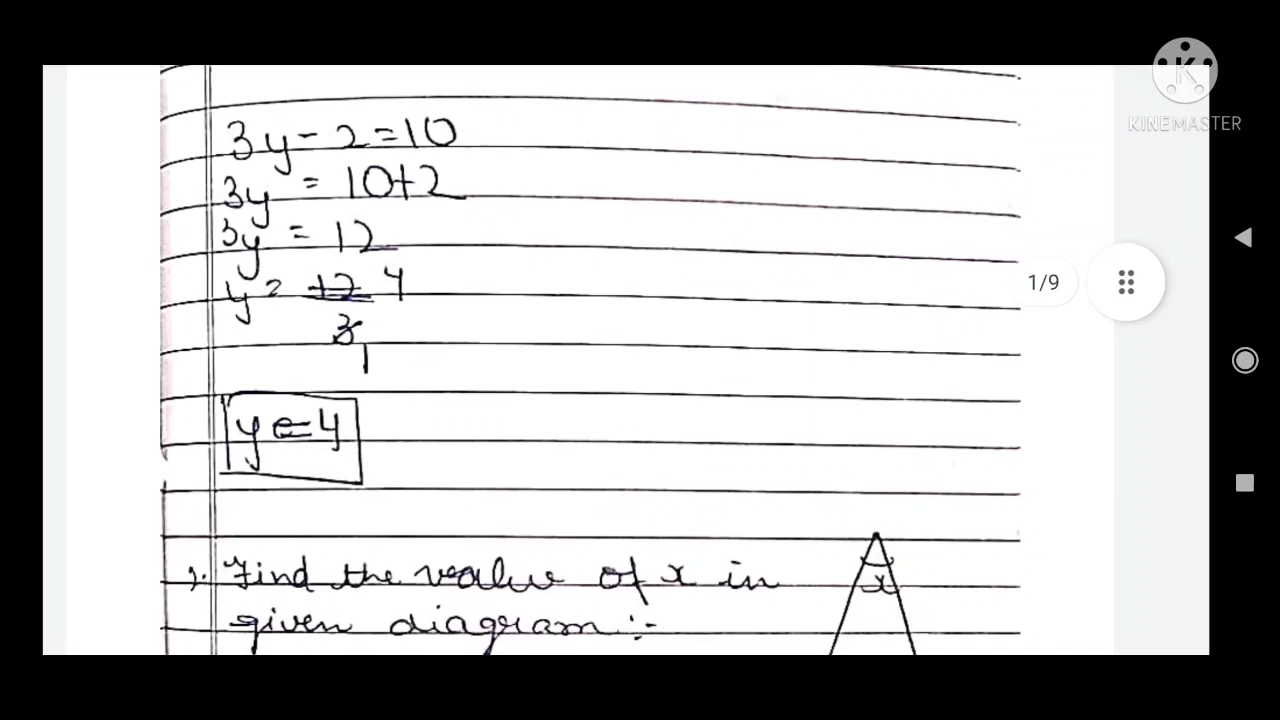 KINEMASTER
3y - 2 = 10
3y = 10+2
3y = 12
y = 12 4
3
1
y = 4
1/9
Find the value of x in
given diagram :-
x